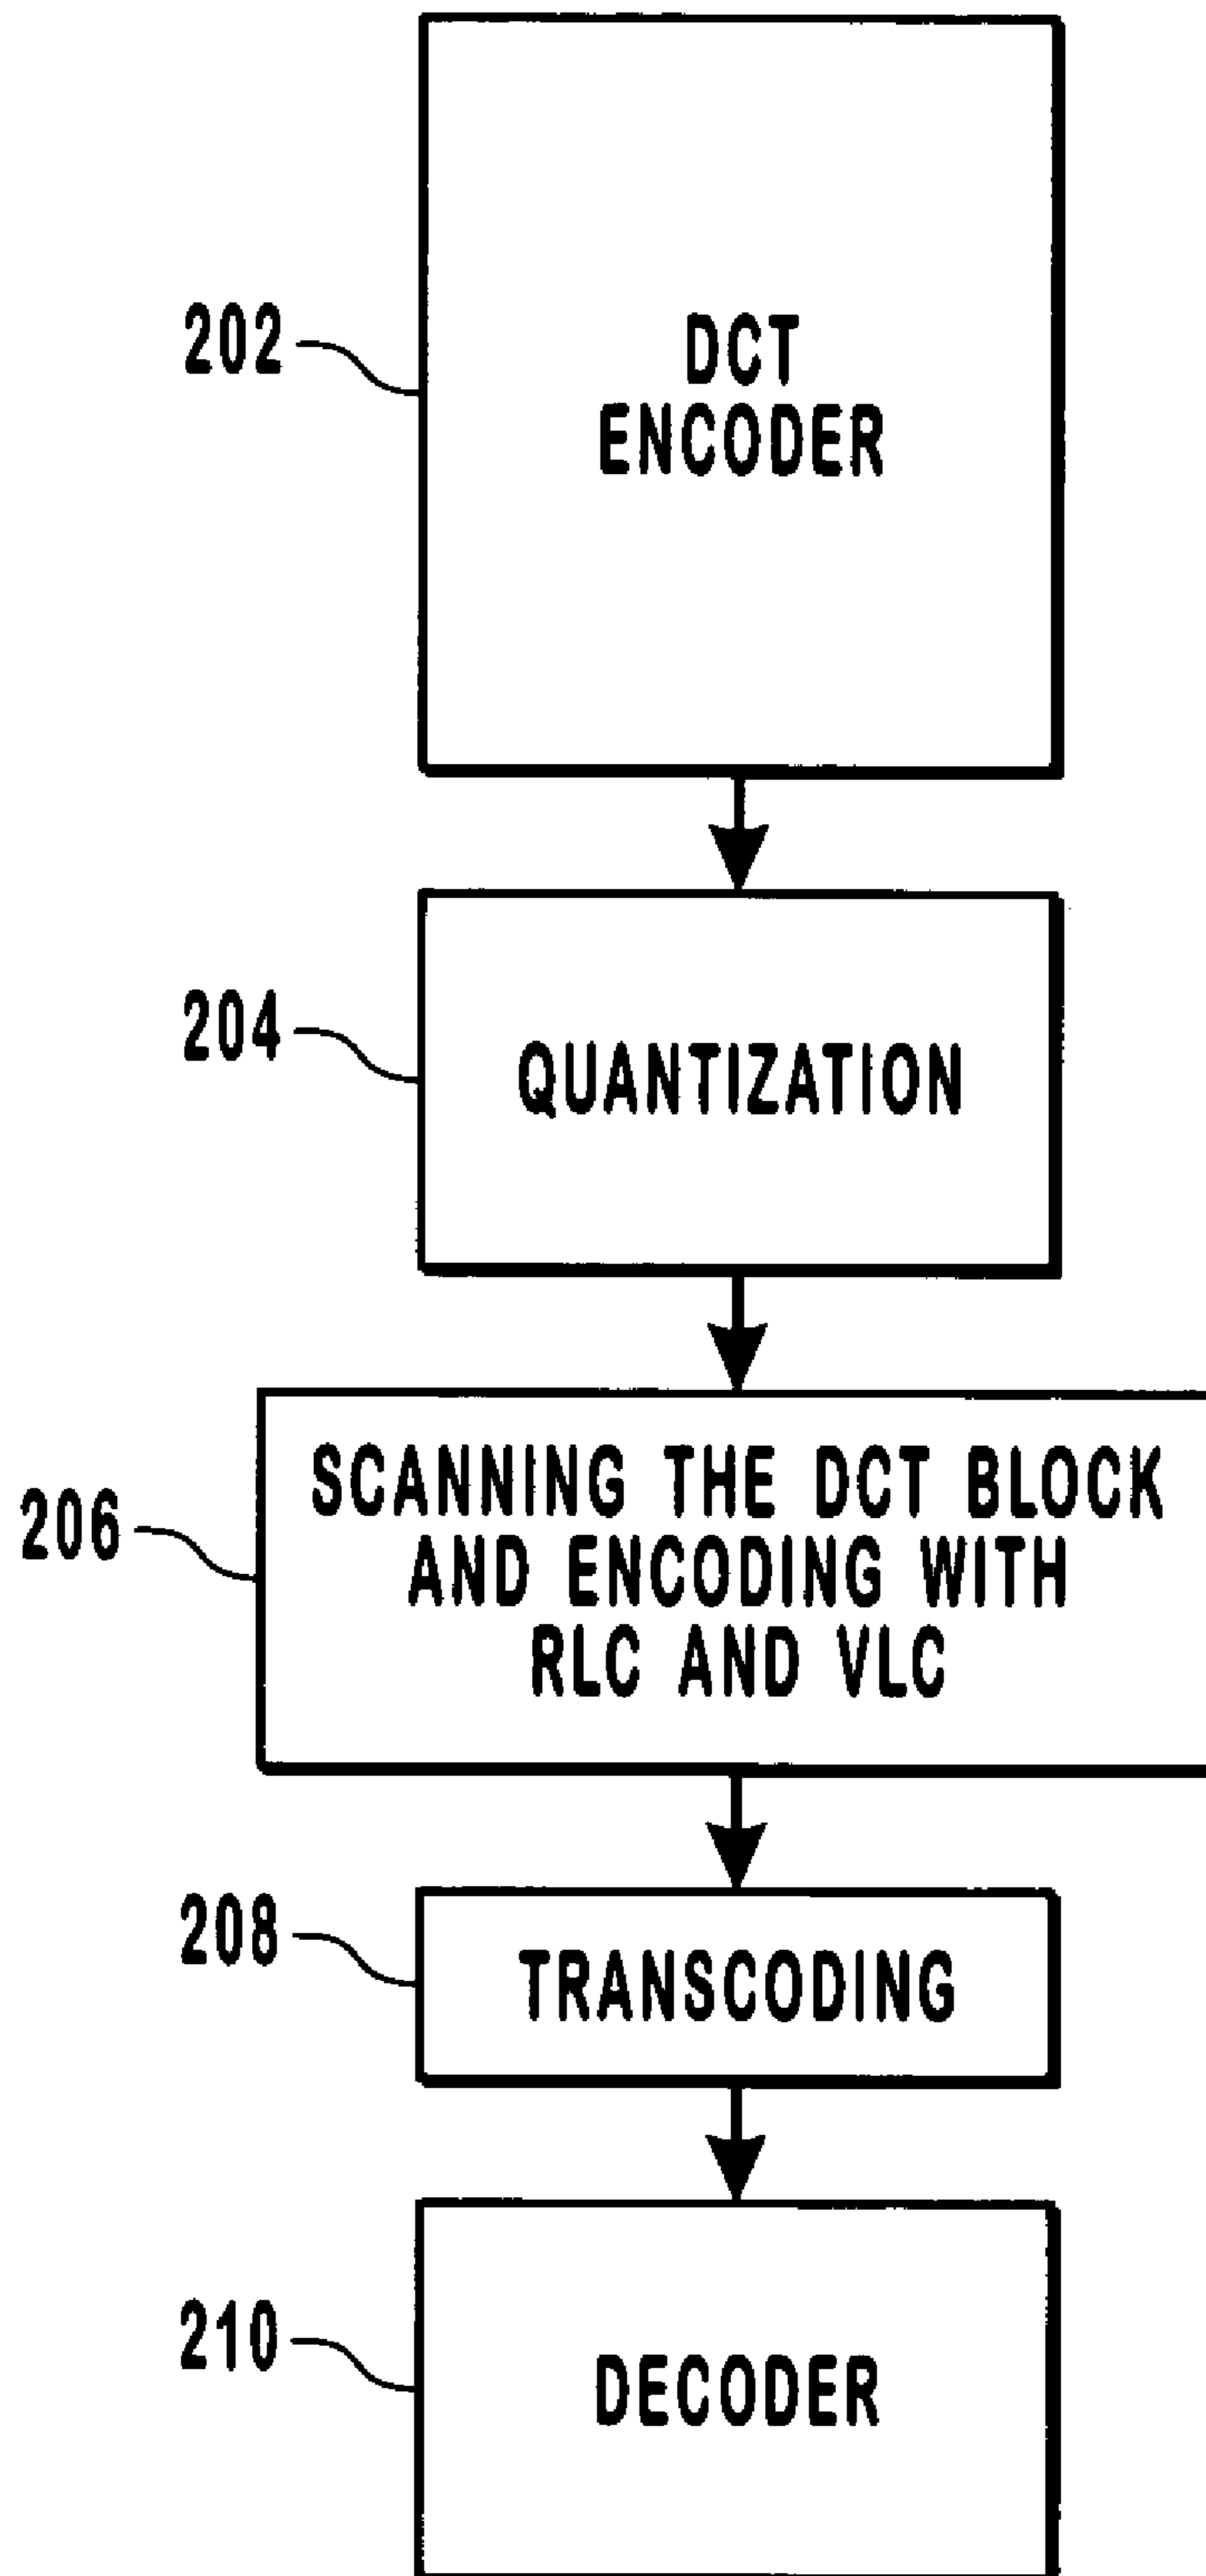 202
DCT
ENCODER
204
QUANTIZATION
206
SCANNING THE DCT BLOCK
AND ENCODING WITH
RLC AND VLC
208
TRANSCODING
210
DECODER